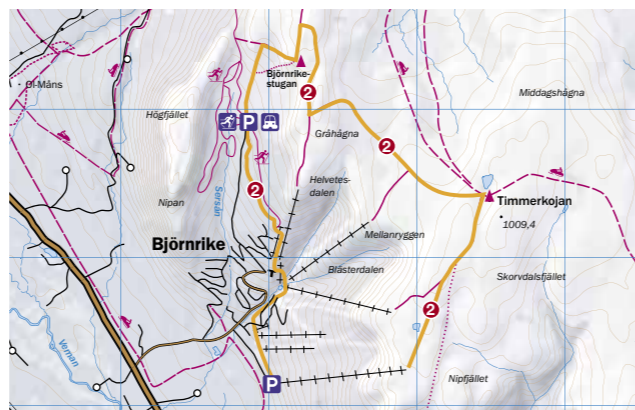 Öl-Måns
Björnrike-
stugan
2
Middagshågna
Högfjället
P
Gråhågna
2
Helvetes-
dalen
2
Nipan
Sörsån
Timmerkojan
1009,4
Mellanryggen
Björnrike
Blästerdalen
Skorvdalsfjället
2
Vernan
P
Nipfjället